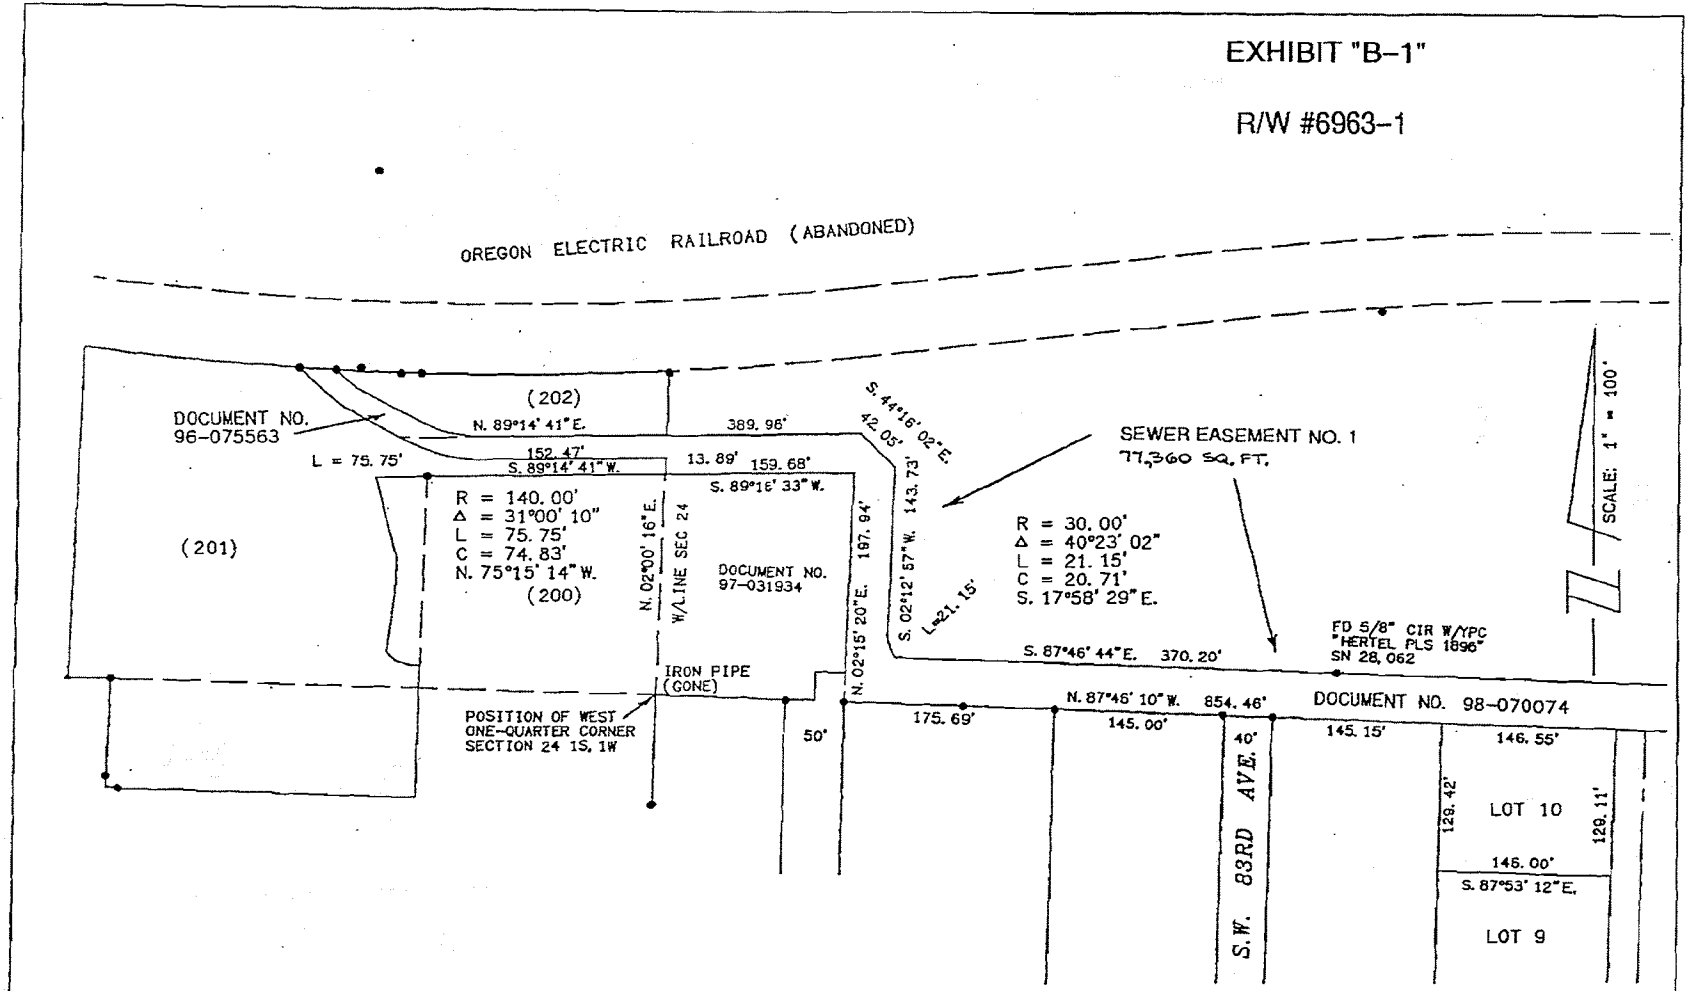 EXHIBIT "B-1"
R/W #6963-1
OREGON ELECTRIC RAILROAD (ABANDONED)
SCALE: 1" = 100'
(202)
DOCUMENT NO.
96-075563
N. 89°14' 41" E.
389.96'
S. 44°16' 02" E.
42.05'
SEWER EASEMENT NO. 1
77,360 SQ. FT.
L = 75.75'
152.47'
S. 89°14' 41" W.
13.89'
159.68'
S. 89°16' 33" W.
(201)
R = 140.00'
Δ = 31°00' 10"
L = 75.75'
C = 74.83'
N. 75°15' 14" W.
(200)
N. 02°00' 16" E.
W/LINE SEC 24
DOCUMENT NO.
97-031934
N. 02°15' 20" E. 197.94'
S. 02°12' 57" W. 143.73'
L=21.15'
R = 30.00'
Δ = 40°23' 02"
L = 21.15'
C = 20.71'
S. 17°58' 29" E.
FD 5/8" CIR W/YPC
"HERTEL PLS 1896"
SN 28,062
S. 87°46' 44" E. 370.20'
IRON PIPE
(GONE)
POSITION OF WEST
ONE-QUARTER CORNER
SECTION 24 1S, 1W
50'
175.69'
N. 87°46' 10" W. 854.46'
145.00'
40'
DOCUMENT NO. 98-070074
145.15'
146.55'
S.W. 83RD AVE.
129.42'
LOT 10
129.11'
146.00'
S. 87°53' 12" E.
LOT 9